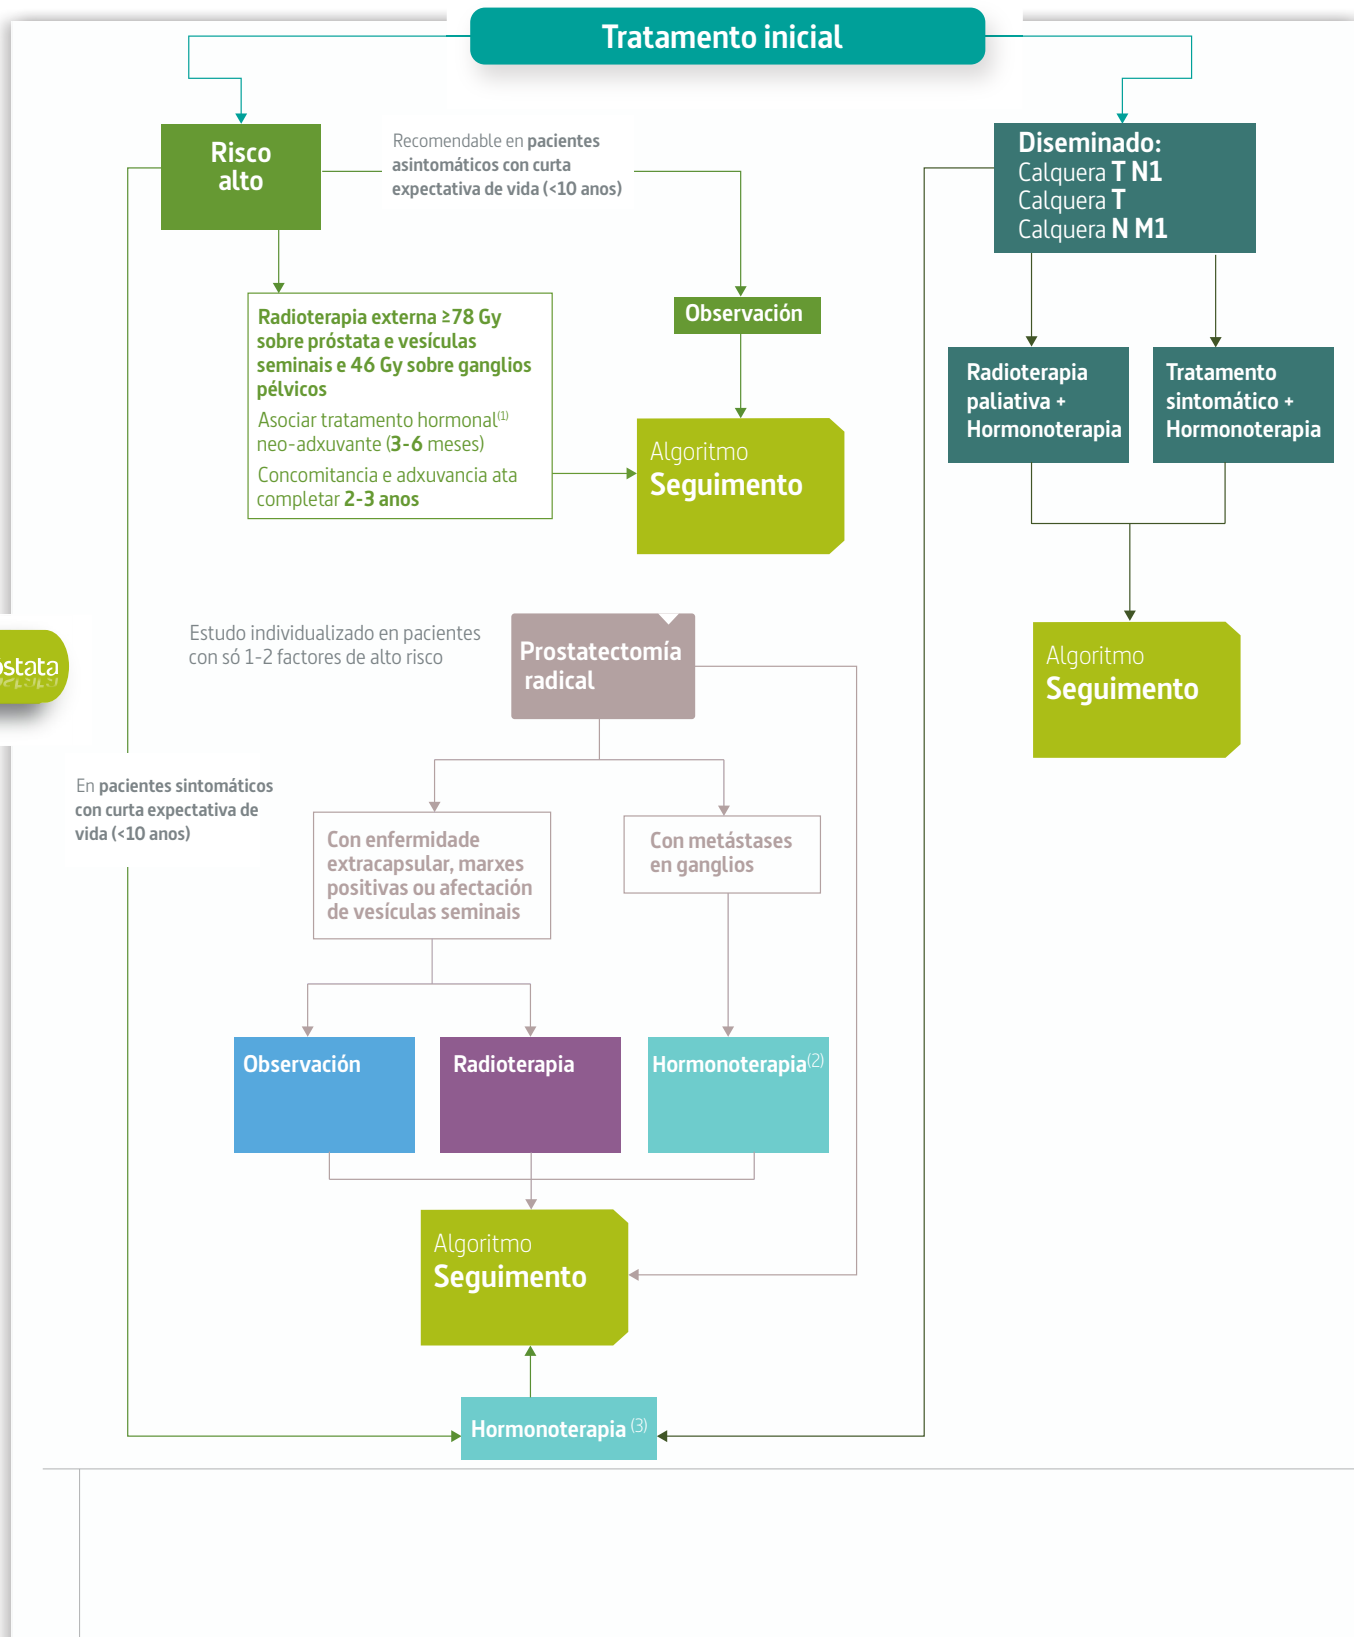 Tratamento inicial
Risco
alto
Recomendable en pacientes
asintomáticos con curta
expectativa de vida (<10 anos)
Diseminado:
Calquera T N1
Calquera T
Calquera N M1
Radioterapia externa ≥78 Gy
sobre próstata e vesículas
seminais e 46 Gy sobre ganglios
pélvicos
Asociar tratamento hormonal(1)
neo-adxuvante (3-6 meses)
Concomitancia e adxuvancia ata
completar 2-3 anos
Observación
Algoritmo
Seguimento
Radioterapia
paliativa +
Hormonoterapia
Tratamento
sintomático +
Hormonoterapia
Algoritmo
Seguimento
Estudo individualizado en pacientes
con só 1-2 factores de alto risco
Prostatectomía
radical
ostata
En pacientes sintomáticos
con curta expectativa de
vida (<10 anos)
Con enfermidade
extracapsular, marxes
positivas ou afectación
de vesículas seminais
Con metástases
en ganglios
Observación
Radioterapia
Hormonoterapia(2)
Algoritmo
Seguimento
Hormonoterapia (3)